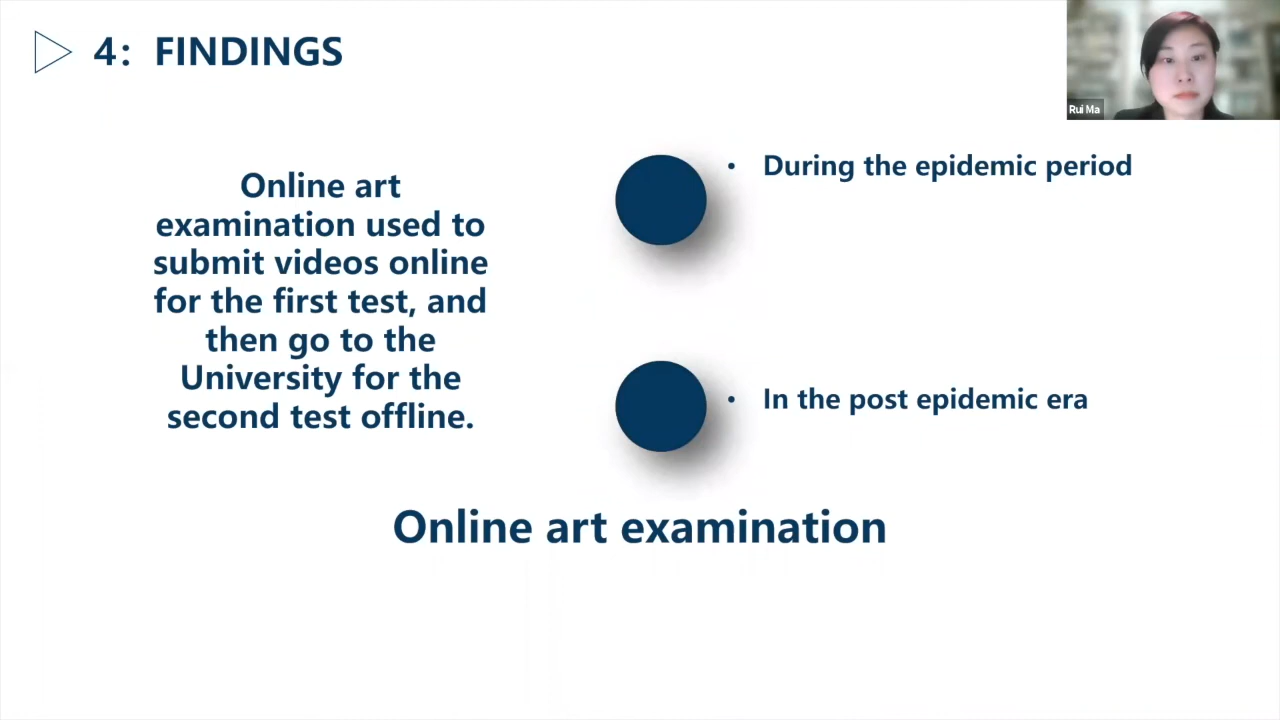 4: FINDINGS
Rui Ma
Online art
examination used to
submit videos online
for the first test, and
then go to the
University for the
second test offline.
• During the epidemic period
• In the post epidemic era
Online art examination